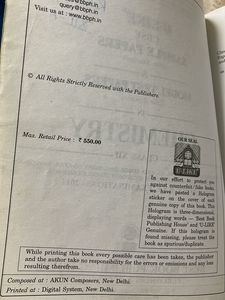 query@bbph.in
Visit us at : www.bbph.in
© All Rights Strictly Reserved with the Publishers.
Max. Retail Price : ₹ 550.00
OUR SEAL
U-LIKE
In our effort to protect you
against counterfeit/fake books,
we have pasted a Hologram
sticker on the cover of each
genuine copy of this book. This
Hologram is three-dimensional,
displaying words — 'Best Book
Publishing House' and 'U-LIKE'
Genuine. If this hologram is
found missing, please treat the
book as spurious/duplicate.
While printing this book every possible care has been taken, the publisher
and the author take no responsibility for the errors or omissions and any loss
resulting therefrom.
Composed at : AKUN Composers, New Delhi.
Printed at : Digital System, New Delhi.